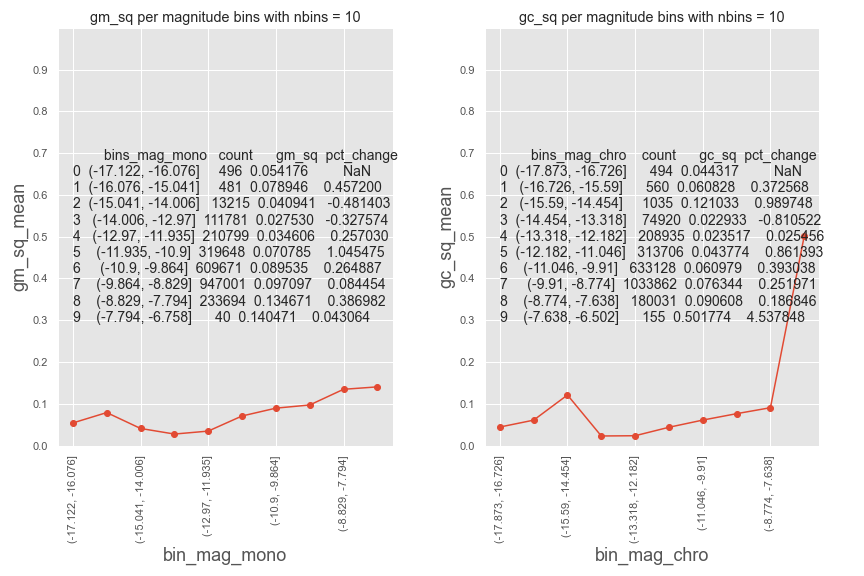 gm_sq per magnitude bins with nbins = 10
0.9
0.8
0.7
0.6
0.5
0.4
0.3
0.2
0.1
0.0
gm_sq_mean
bins_mag_mono count gm_sq pct_change
0 (-17.122, -16.076] 496 0.054176 NaN
1 (-16.076, -15.041] 481 0.078946 0.457200
2 (-15.041, -14.006] 13215 0.040941 -0.481403
3 (-14.006, -12.97] 111781 0.027530 -0.327574
4 (-12.97, -11.935] 210799 0.034606 0.257030
5 (-11.935, -10.9] 319648 0.070785 1.045475
6 (-10.9, -9.864] 609671 0.089535 0.264887
7 (-9.864, -8.829] 947001 0.097097 0.084454
8 (-8.829, -7.794] 233694 0.134671 0.386982
9 (-7.794, -6.758] 40 0.140471 0.043064
(-17.122, -16.076]
(-15.041, -14.006]
(-12.97, -11.935]
(-10.9, -9.864]
(-8.829, -7.794]
bin_mag_mono
gc_sq per magnitude bins with nbins = 10
0.9
0.8
0.7
0.6
0.5
0.4
0.3
0.2
0.1
0.0
gc_sq_mean
bins_mag_chro count gc_sq pct_change
0 (-17.873, -16.726] 494 0.044317 NaN
1 (-16.726, -15.59] 560 0.060828 0.372568
2 (-15.59, -14.454] 1035 0.121033 0.989748
3 (-14.454, -13.318] 74920 0.022933 -0.810522
4 (-13.318, -12.182] 208935 0.023517 0.025456
5 (-12.182, -11.046] 313706 0.043774 0.861393
6 (-11.046, -9.91] 633128 0.060979 0.393038
7 (-9.91, -8.774] 1033862 0.076344 0.251971
8 (-8.774, -7.638] 180031 0.090608 0.186846
9 (-7.638, -6.502] 155 0.501774 4.537848
(-17.873, -16.726]
(-15.59, -14.454]
(-13.318, -12.182]
(-11.046, -9.91]
(-8.774, -7.638]
bin_mag_chro